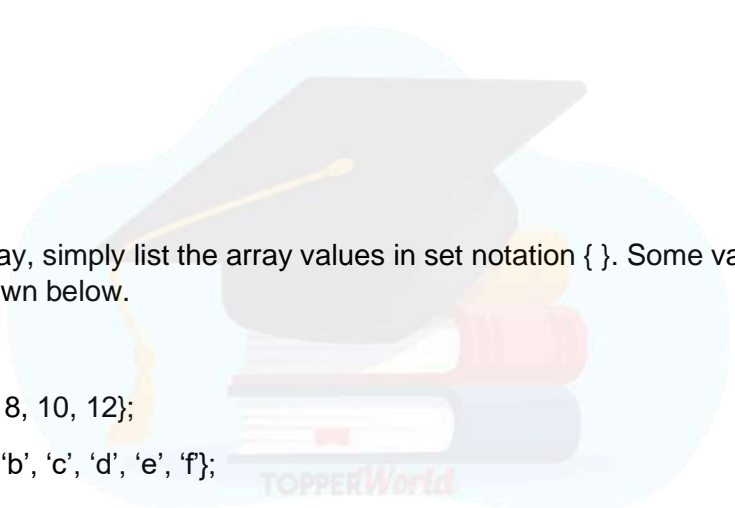 ay, simply list the array values in set notation { }. Some va
wn below.
8, 10, 12};
‘b’, ‘c’, ‘d’, ‘e’, ‘f’};
TOPPERWorld